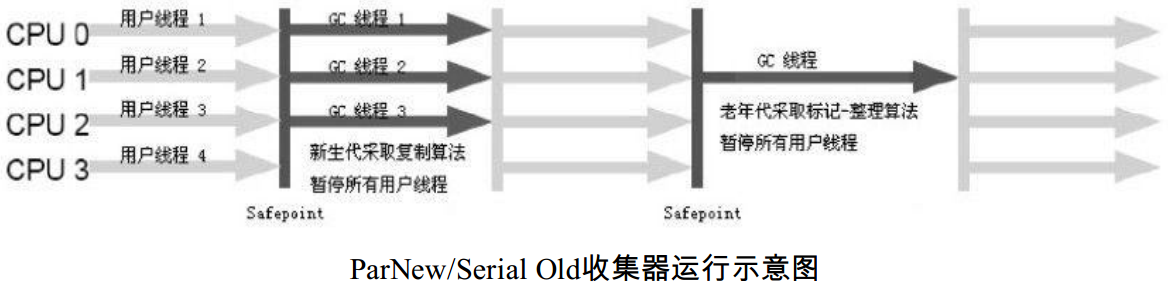 CPU 0 用户线程 1 GC 线程 1
CPU 1 用户线程 2 GC 线程 2 GC 线程
CPU 2 用户线程 3 GC 线程 3 老年代采取标记-整理算法
CPU 3 用户线程 4 新生代采取复制算法 暂停所有用户线程
暂停所有用户线程
Safepoint Safepoint
ParNew/Serial Old收集器运行示意图